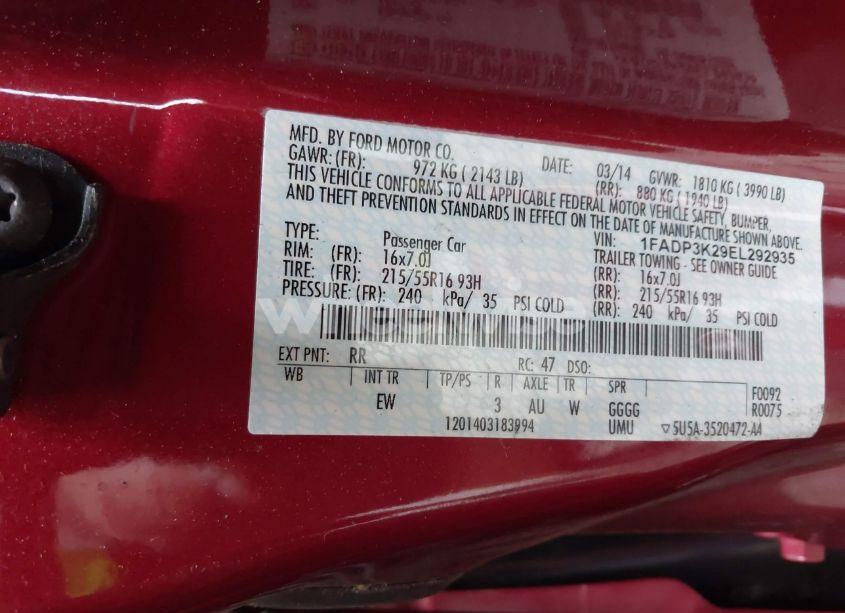 MFD. BY FORD MOTOR CO. DATE: 03/14 GVWR: 1810 KG ( 3990 LB)
GAWR: (FR): 972 KG ( 2143 LB) (RR): 880 KG ( 1940 LB)
THIS VEHICLE CONFORMS TO ALL APPLICABLE FEDERAL MOTOR VEHICLE SAFETY, BUMPER,
AND THEFT PREVENTION STANDARDS IN EFFECT ON THE DATE OF MANUFACTURE SHOWN ABOVE.
VIN: 1FADP3K29EL292935
TYPE: Passenger Car TRAILER TOWING - SEE OWNER GUIDE
RIM: (FR): 16x7.0J (RR): 16x7.0J
TIRE: (FR): 215/55R16 93H (RR): 215/55R16 93H
PRESSURE: (FR): 240 kPa/ 35 PSI COLD (RR): 240 kPa/ 35 PSI COLD
EXT PNT: RR RC: 47 DSO:
WB INT TR TP/PS R AXLE TR SPR F0092
EW 3 AU W GGGG R0075
1201403183994 UMU ▽5U5A-3520472-AA